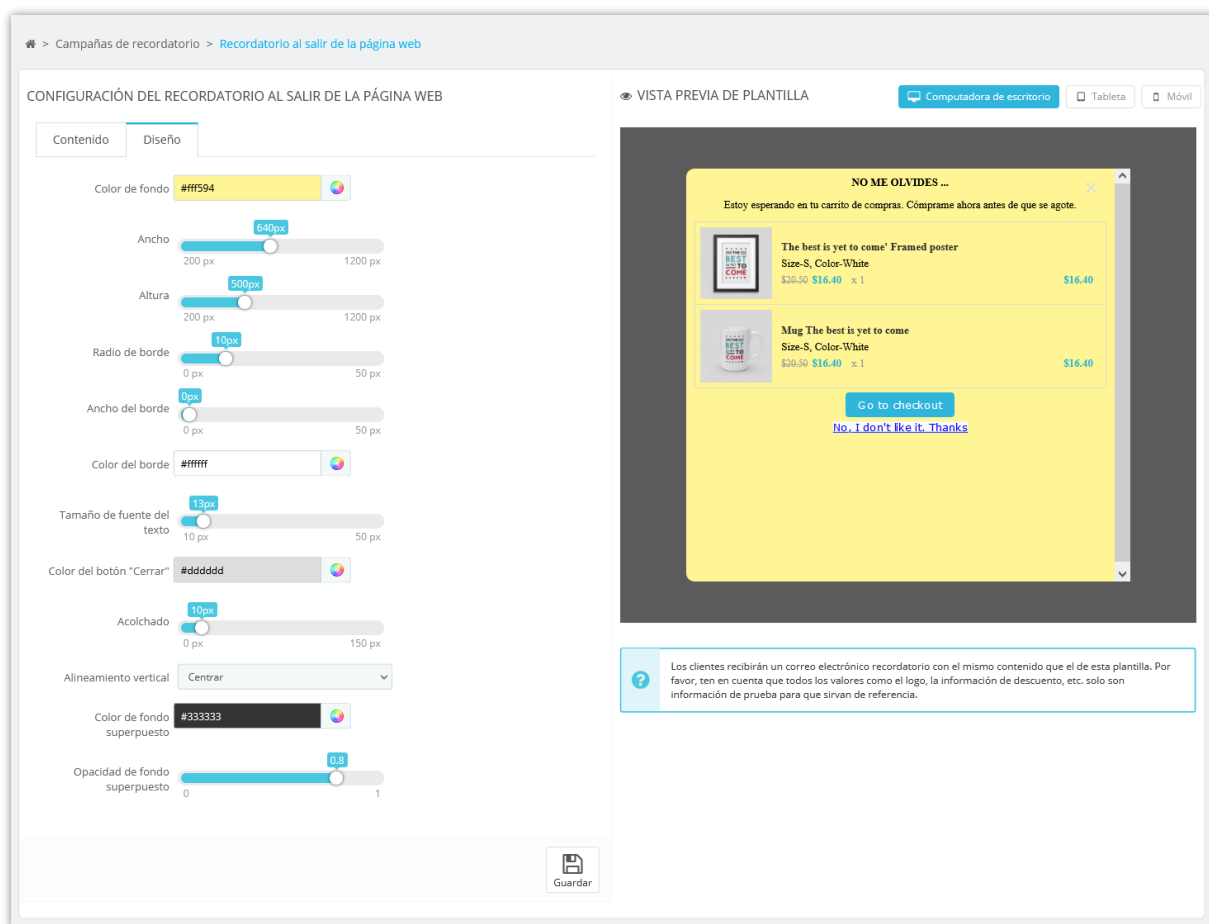 > Campañas de recordatorio > Recordatorio al salir de la página web
CONFIGURACIÓN DEL RECORDATORIO AL SALIR DE LA PÁGINA WEB
Contenido Diseño
Color de fondo #fff594
640px
Ancho
200 px 1200 px
500px
Altura
200 px 1200 px
10px
Radio de borde
0 px 50 px
0px
Ancho del borde
0 px 50 px
Color del borde #ffffff
13px
Tamaño de fuente del
texto
10 px 50 px
Color del botón "Cerrar" #dddddd
10px
Acolchado
0 px 150 px
Alineamiento vertical Centrar
Color de fondo #333333
superpuesto
0.8
Opacidad de fondo
superpuesto
0 1
Guardar
VISTA PREVIA DE PLANTILLA Computadora de escritorio Tableta Móvil
NO ME OLVIDES ... ×
Estoy esperando en tu carrito de compras. Cómprame ahora antes de que se agote.
BEST
TO
COME
The best is yet to come' Framed poster
Size-S, Color-White
$20.50 $16.40 x 1 $16.40
BEST
TO
COME
Mug The best is yet to come
Size-S, Color-White
$20.50 $16.40 x 1 $16.40
Go to checkout
No, I don't like it. Thanks
? Los clientes recibirán un correo electrónico recordatorio con el mismo contenido que el de esta plantilla. Por
favor, ten en cuenta que todos los valores como el logo, la información de descuento, etc. solo son
información de prueba para que sirvan de referencia.